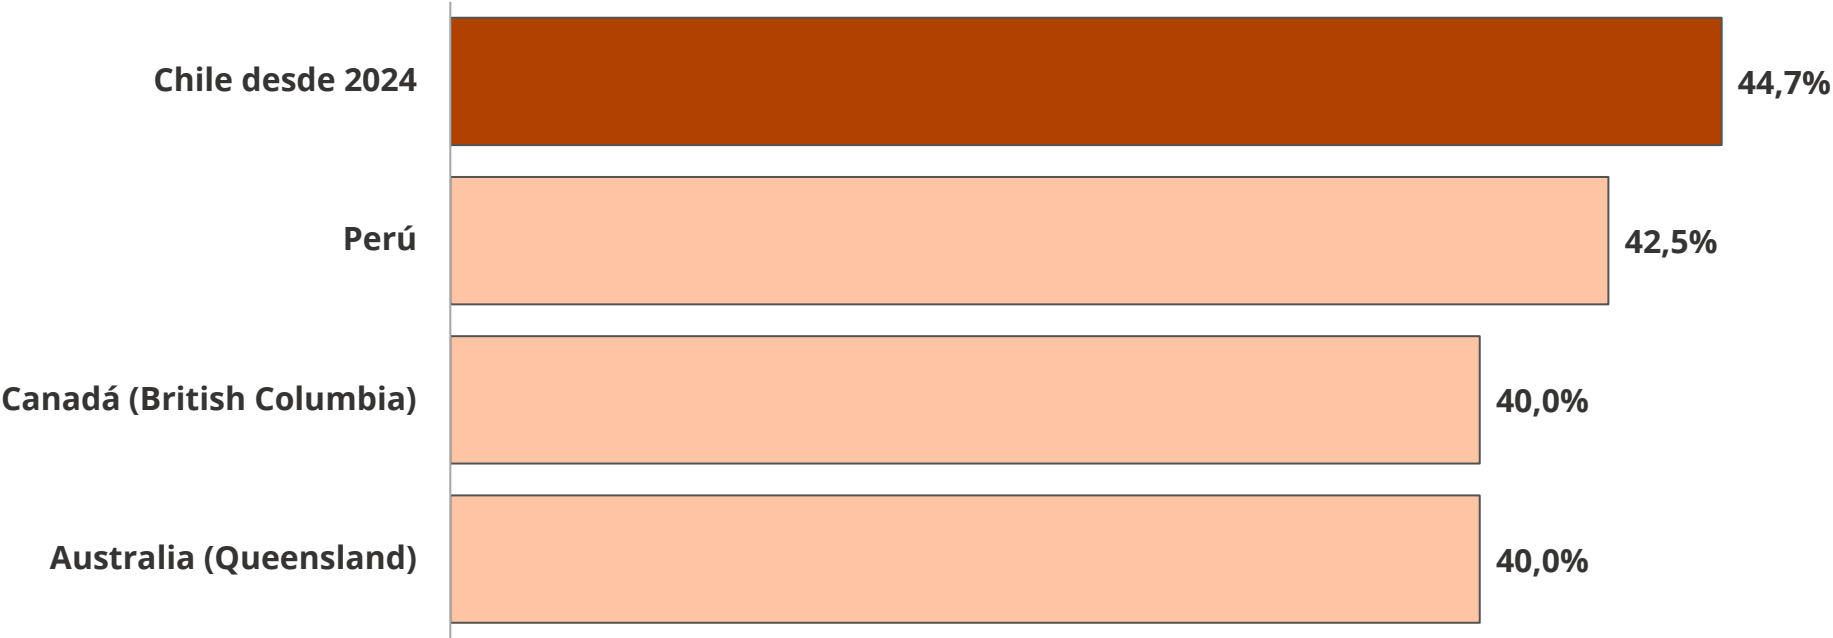 Chile desde 2024 44,7%
Perú 42,5%
Canadá (British Columbia) 40,0%
Australia (Queensland) 40,0%